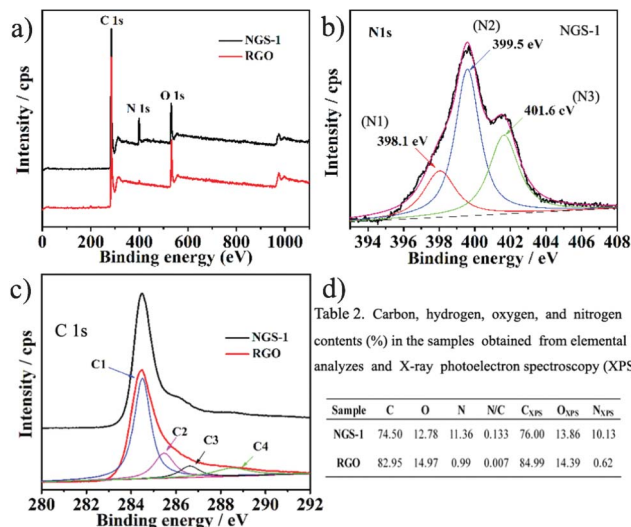 a)
C 1s
NGS-1
RGO
N 1s
O 1s
Intensity / cps
0 200 400 600 800 1000
Binding energy (eV)
b)
N1s
NGS-1
(N2)
399.5 eV
(N3)
401.6 eV
(N1)
398.1 eV
Intensity / cps
394 396 398 400 402 404 406 408
Binding energy / eV
c)
C 1s
NGS-1
RGO
C1
C2
C3
C4
Intensity / cps
280 282 284 286 288 290 292
Binding energy / eV
d)
Table 2. Carbon, hydrogen, oxygen, and nitrogen
contents (%) in the samples obtained from elemental
analyzes and X-ray photoelectron spectroscopy (XPS
Sample C O N N/C CXPS OXPS NXPS
NGS-1 74.50 12.78 11.36 0.133 76.00 13.86 10.13
RGO 82.95 14.97 0.99 0.007 84.99 14.39 0.62